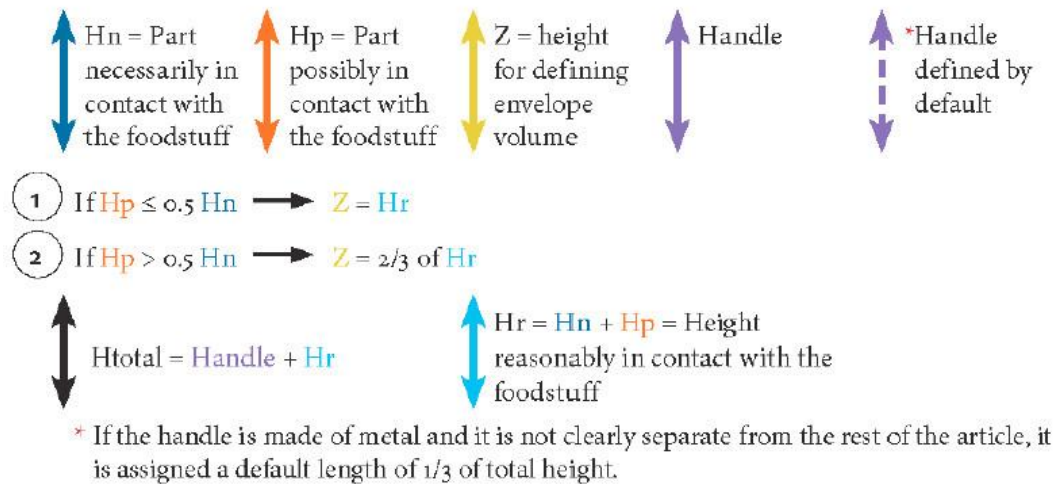 Hn = Part
necessarily in
contact with
the foodstuff
Hp = Part
possibly in
contact with
the foodstuff
Z = height
for defining
envelope
volume
Handle
*Handle
defined by
default
1 If Hp ≤ 0.5 Hn → Z = Hr
2 If Hp > 0.5 Hn → Z = 2/3 of Hr
Htotal = Handle + Hr
Hr = Hn + Hp = Height
reasonably in contact with the
foodstuff
* If the handle is made of metal and it is not clearly separate from the rest of the article, it
is assigned a default length of 1/3 of total height.